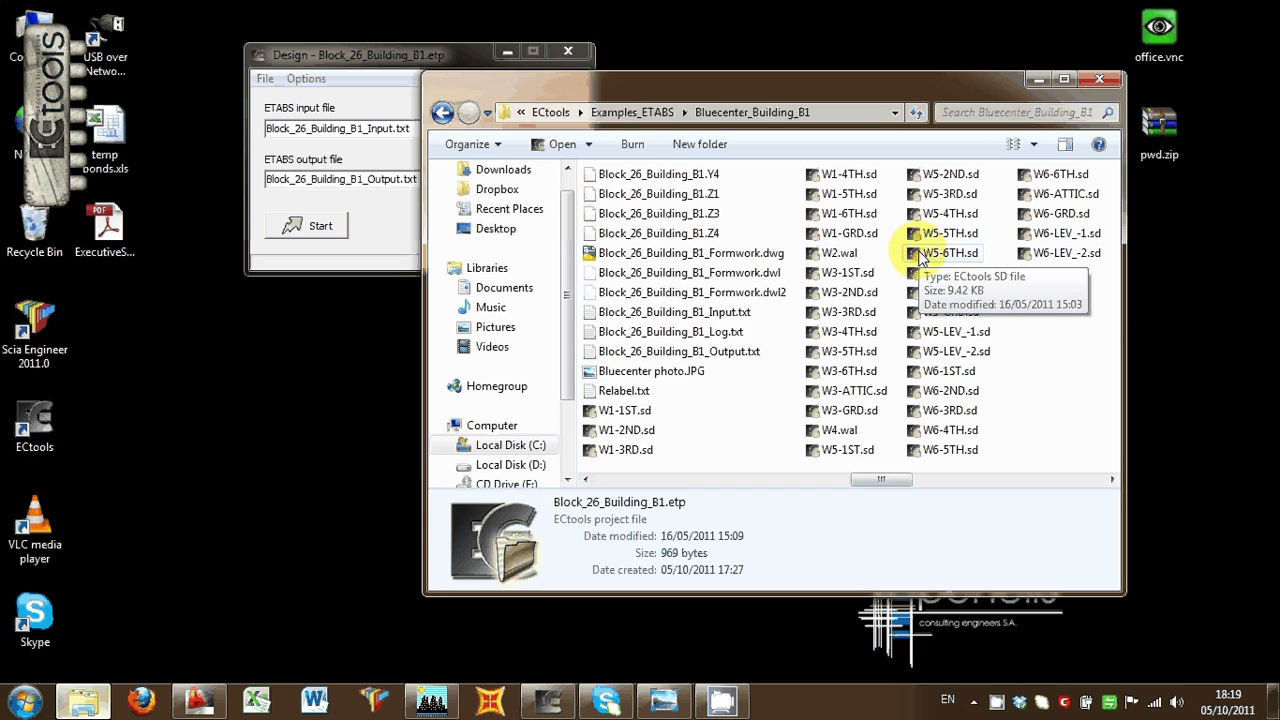 ECtools
USB over
Netwo...
temp
ponds.xls
Recycle Bin
ExecutiveS...
Scia Engineer
2011.0
ECtools
VLC media
player
Skype
office.vnc
pwd.zip
Design - Block_26_Building_B1.etp
File Options
ETABS input file
Block_26_Building_B1_Input.txt
ETABS output file
Block_26_Building_B1_Output.txt
Start
« ECtools Examples_ETABS Bluecenter_Building_B1
Search Bluecenter_Building_B1
Organize Open Burn New folder
Downloads
Dropbox
Recent Places
Desktop
Libraries
Documents
Music
Pictures
Videos
Homegroup
Computer
Local Disk (C:)
Local Disk (D:)
CD Drive (F:)
Block_26_Building_B1.Y4
Block_26_Building_B1.Z1
Block_26_Building_B1.Z3
Block_26_Building_B1.Z4
Block_26_Building_B1_Formwork.dwg
Block_26_Building_B1_Formwork.dwl
Block_26_Building_B1_Formwork.dwl2
Block_26_Building_B1_Input.txt
Block_26_Building_B1_Log.txt
Block_26_Building_B1_Output.txt
Bluecenter photo.JPG
Relabel.txt
W1-1ST.sd
W1-2ND.sd
W1-3RD.sd
W1-4TH.sd
W1-5TH.sd
W1-6TH.sd
W1-GRD.sd
W2.wal
W3-1ST.sd
W3-2ND.sd
W3-3RD.sd
W3-4TH.sd
W3-5TH.sd
W3-6TH.sd
W3-ATTIC.sd
W3-GRD.sd
W4.wal
W5-1ST.sd
W5-2ND.sd
W5-3RD.sd
W5-4TH.sd
W5-5TH.sd
W5-6TH.sd
Type: ECtools SD file
Size: 9.42 KB
Date modified: 16/05/2011 15:03
W5-LEV_-1.sd
W5-LEV_-2.sd
W6-1ST.sd
W6-2ND.sd
W6-3RD.sd
W6-4TH.sd
W6-5TH.sd
W6-6TH.sd
W6-ATTIC.sd
W6-GRD.sd
W6-LEV_-1.sd
W6-LEV_-2.sd
Block_26_Building_B1.etp
ECtools project file
Date modified: 16/05/2011 15:09
Size: 969 bytes
Date created: 05/10/2011 17:27
consulting engineers S.A.
EN
18:19
05/10/2011